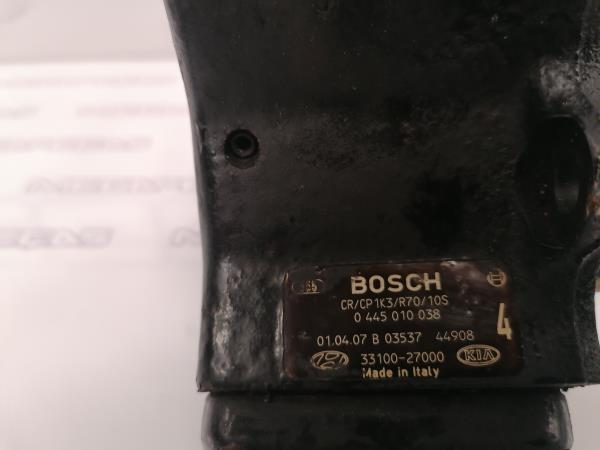 BOSCH
CR/CP1K3/R70/10S
0 445 010 038
4
01.04.07 B 03537 44908
33100-27000 KIA
Made in Italy